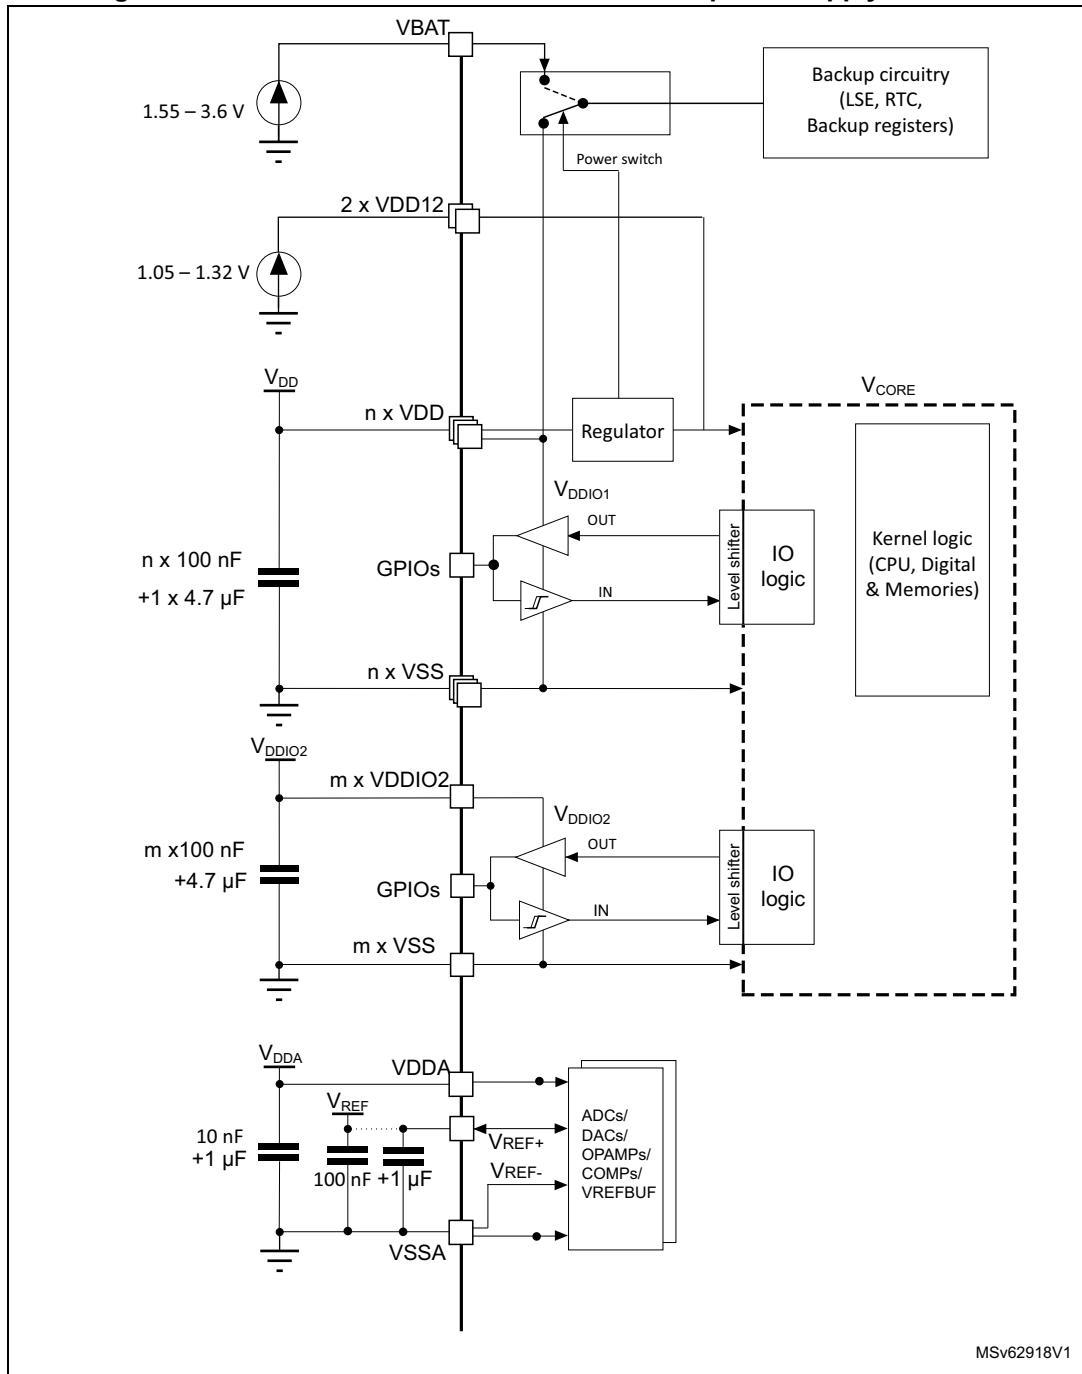 VBAT
1.55 – 3.6 V
Backup circuitry
(LSE, RTC,
Backup registers)
Power switch
2 x VDD12
1.05 – 1.32 V
VDD
n x VDD
Regulator
VCORE
VDDIO1
OUT
n x 100 nF
+1 x 4.7 µF
GPIOs
IN
Level shifter
IO
logic
Kernel logic
(CPU, Digital
& Memories)
n x VSS
VDDIO2
m x VDDIO2
VDDIO2
OUT
m x100 nF
+4.7 µF
GPIOs
IN
Level shifter
IO
logic
m x VSS
VDDA
VDDA
VREF
10 nF
+1 µF
100 nF
+1 µF
VREF+
VREF-
ADCs/
DACs/
OPAMPs/
COMPs/
VREFBUF
VSSA
MSv62918V1